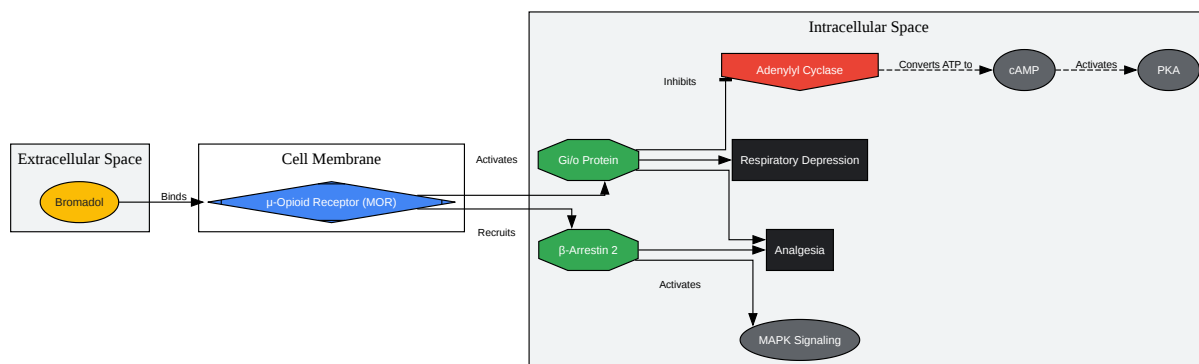 Intracellular Space
Adenylyl Cyclase
Converts ATP to
cAMP
Activates
PKA
Inhibits
Extracellular Space
Cell Membrane
Activates
Gi/o Protein
Respiratory Depression
Bromadol
Binds
μ-Opioid Receptor (MOR)
Recruits
β-Arrestin 2
Analgesia
Activates
MAPK Signaling